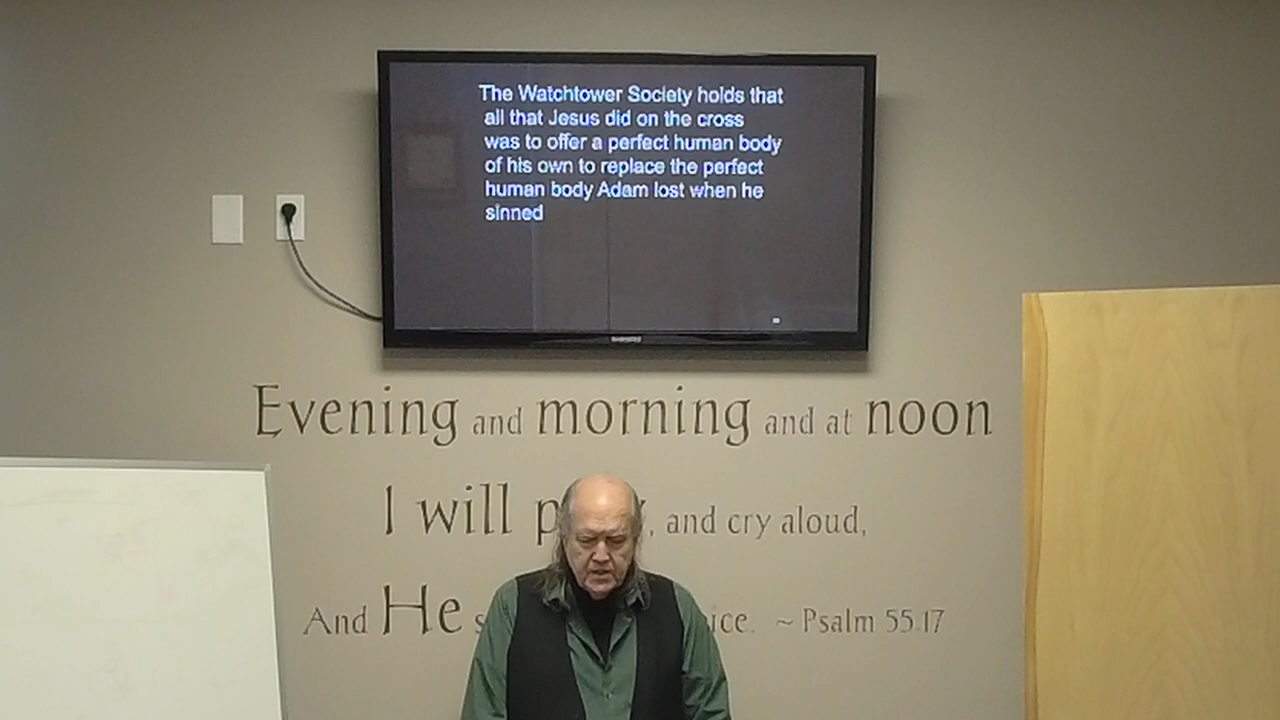 The Watchtower Society holds that
all that Jesus did on the cross
was to offer a perfect human body
of his own to replace the perfect
human body Adam lost when he
sinned
Evening and morning and at noon
I will p , and cry aloud,
And He s ice. ~ Psalm 55:17